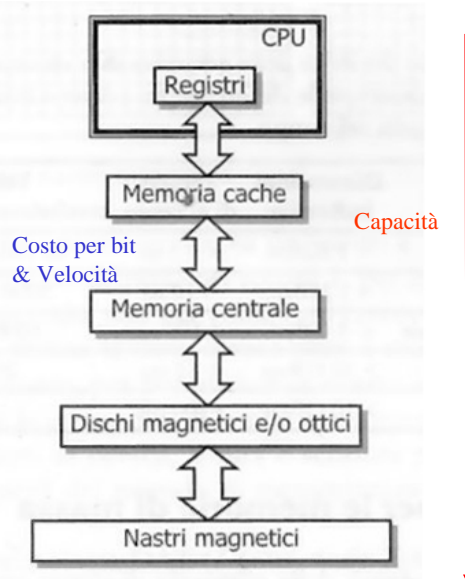 CPU
Registri
Memoria cache
Capacità
Costo per bit
& Velocità
Memoria centrale
Dischi magnetici e/o ottici
Nastri magnetici